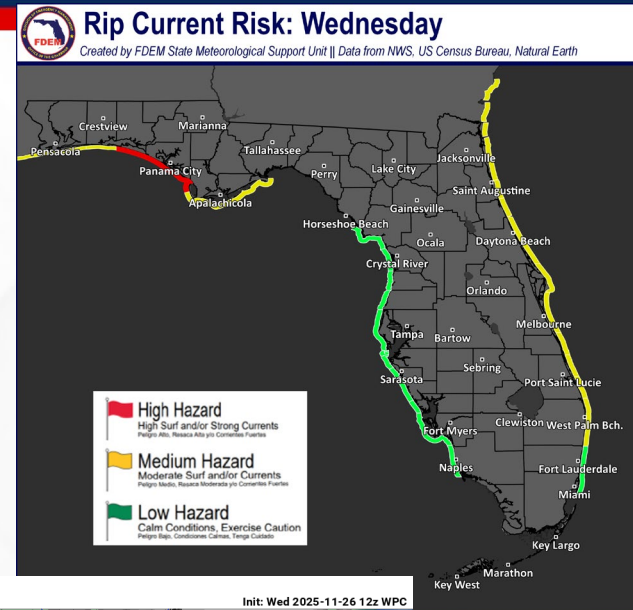 Rip Current Risk: Wednesday
Created by FDEM State Meteorological Support Unit || Data from NWS, US Census Bureau, Natural Earth
FDEM
Crestview
Marianna
Pensacola
Tallahassee
Jacksonville
Panama City
Perry
Lake City
Saint Augustine
Apalachicola
Gainesville
Horseshoe Beach
Ocala
Daytona Beach
Crystal River
Orlando
Melbourne
Tampa
Bartow
Sebring
Sarasota
Port Saint Lucie
Clewiston
West Palm Bch.
Fort Myers
Naples
Fort Lauderdale
Miami
Key Largo
Marathon
Key West
High Hazard
High Surf and/or Strong Currents
Peligro Alto, Resaca Alta y/o Corrientes Fuertes
Medium Hazard
Moderate Surf and/or Currents
Peligro Medio, Resaca Moderada y/o Corrientes Fuertes
Low Hazard
Calm Conditions, Exercise Caution
Peligro Bajo, Condiciones Calmas, Tenga Cuidado
Init: Wed 2025-11-26 12z WPC